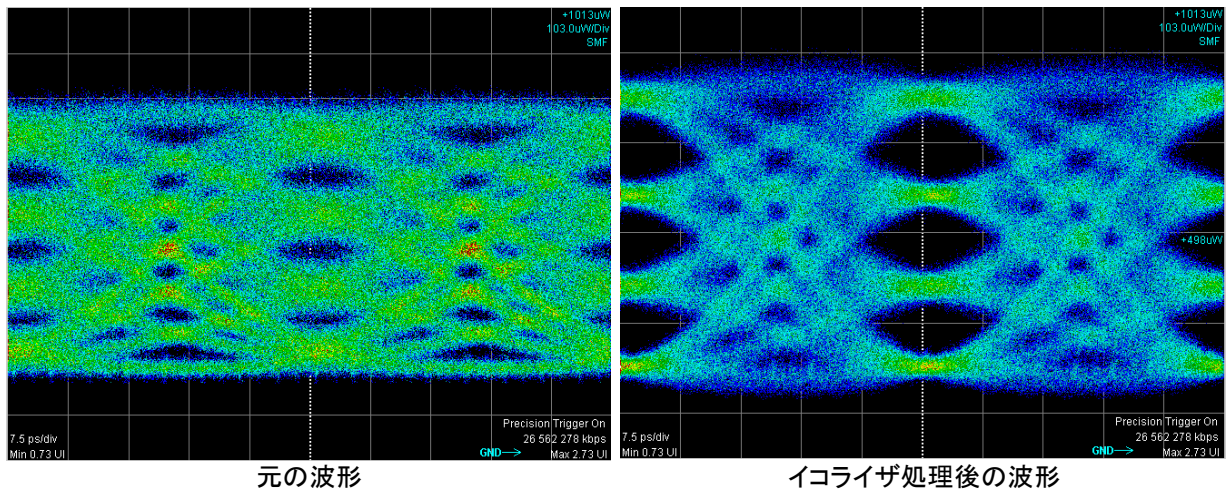 +1013uW
103.0uW/Div
SMF
Precision Trigger On
7.5 ps/div
26 562 278 kbps
Min 0.73 UI
GND→
Max 2.73 UI
元の波形
+1013uW
103.0uW/Div
SMF
+498uW
Precision Trigger On
7.5 ps/div
26 562 278 kbps
Min 0.73 UI
GND→
Max 2.73 UI
イコライザ処理後の波形